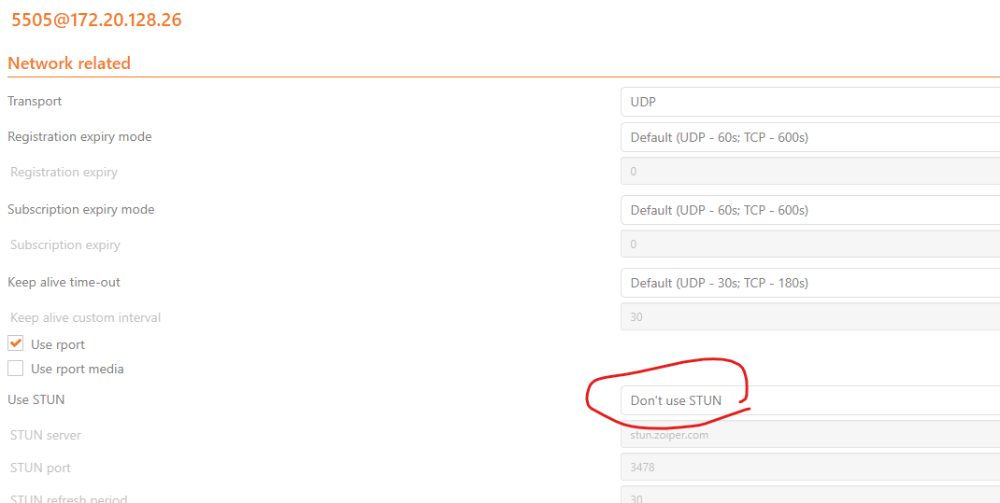 5505@172.20.128.26
Network related
Transport UDP
Registration expiry mode Default (UDP - 60s; TCP - 600s)
Registration expiry 0
Subscription expiry mode Default (UDP - 60s; TCP - 600s)
Subscription expiry 0
Keep alive time-out Default (UDP - 30s; TCP - 180s)
Keep alive custom interval 30
Use rport
Use rport media
Use STUN Don't use STUN
STUN server stun.zoiper.com
STUN port 3478
STUN refresh period 30